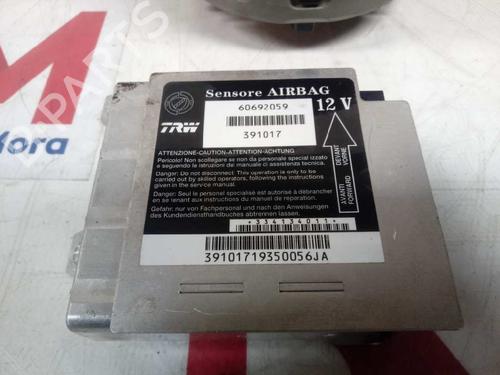 Sensore AIRBAG
60692059
12 V
TRW
391017
ATTENZIONE-CAUTION-ATTENTION-ACHTUNG
Pericolo! Non scollegare se non da personale specializzato
e seguendo le istruzioni del manuale di assistenza tecnica.
Danger: Do not disconnect! This operation is only to be
carried out by skilled operators, following the instructions
given in the service manual.
Danger: Seul le personel spécialisé est autorisé à débrancher
en se tenant aux instructions du manuel de réparation.
Gefahr: nur von Fachpersonal und nach den Anweisungen
des Kundendiensthandbuches abtrennen lassen.
AVANTI DEVANT
FORWARD VORNE
334134011
39101719350056JA